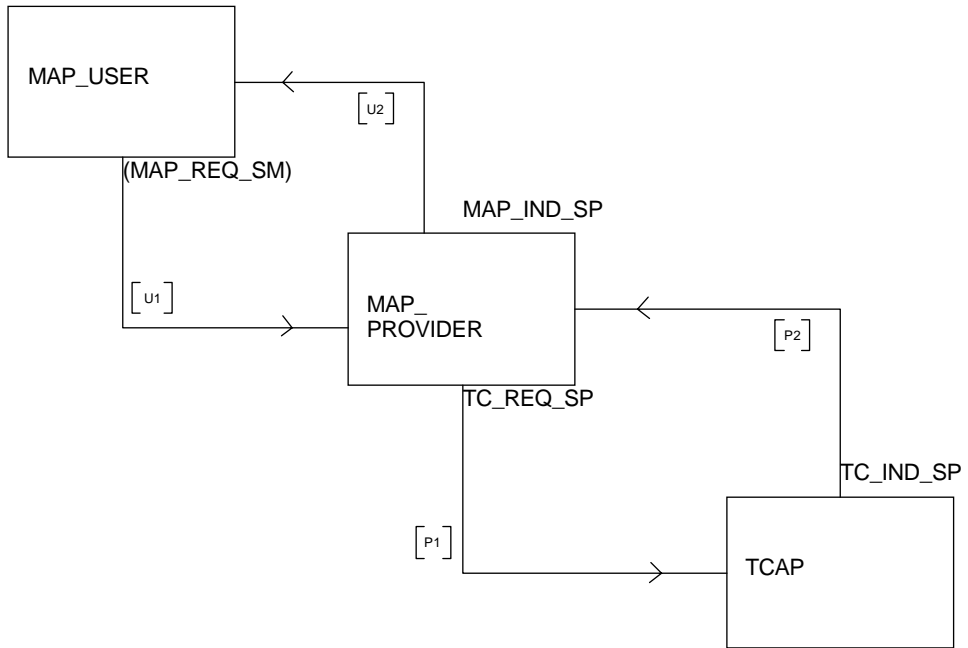 MAP_USER
[U2]
(MAP_REQ_SM)
MAP_IND_SP
[U1]
MAP_
PROVIDER
[P2]
TC_REQ_SP
TC_IND_SP
[P1]
TCAP